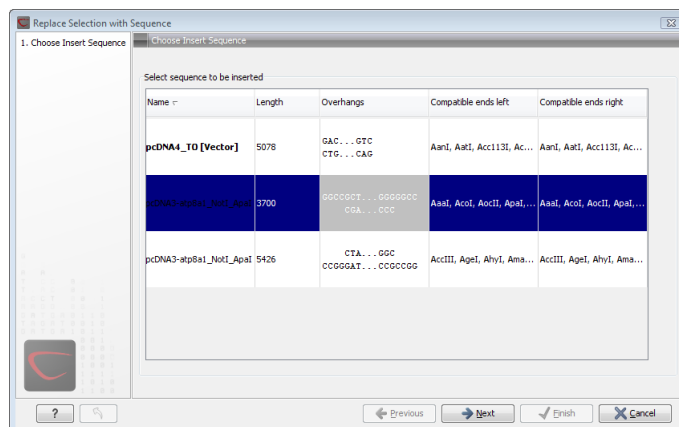 Replace Selection with Sequence
1. Choose Insert Sequence
Choose Insert Sequence
Select sequence to be inserted
Name Length Overhangs Compatible ends left Compatible ends right
pcDNA4_TO [Vector] 5078 GAC...GTC AanI, AatI, Acc113I, Ac... AanI, AatI, Acc113I, Ac...
CTG...CAG
pcDNA3-atp8a1_NotI_ApaI 3700 GGCCGCT...GGGGGCC AaaI, AcoI, AocII, ApaI,... AaaI, AcoI, AocII, ApaI,...
CGA...CCC
pcDNA3-atp8a1_NotI_ApaI 5426 CTA...GGC AccIII, AgeI, AhyI, Ama... AccIII, AgeI, AhyI, Ama...
CCGGGAT...CCGCCGG
? Previous Next Finish Cancel